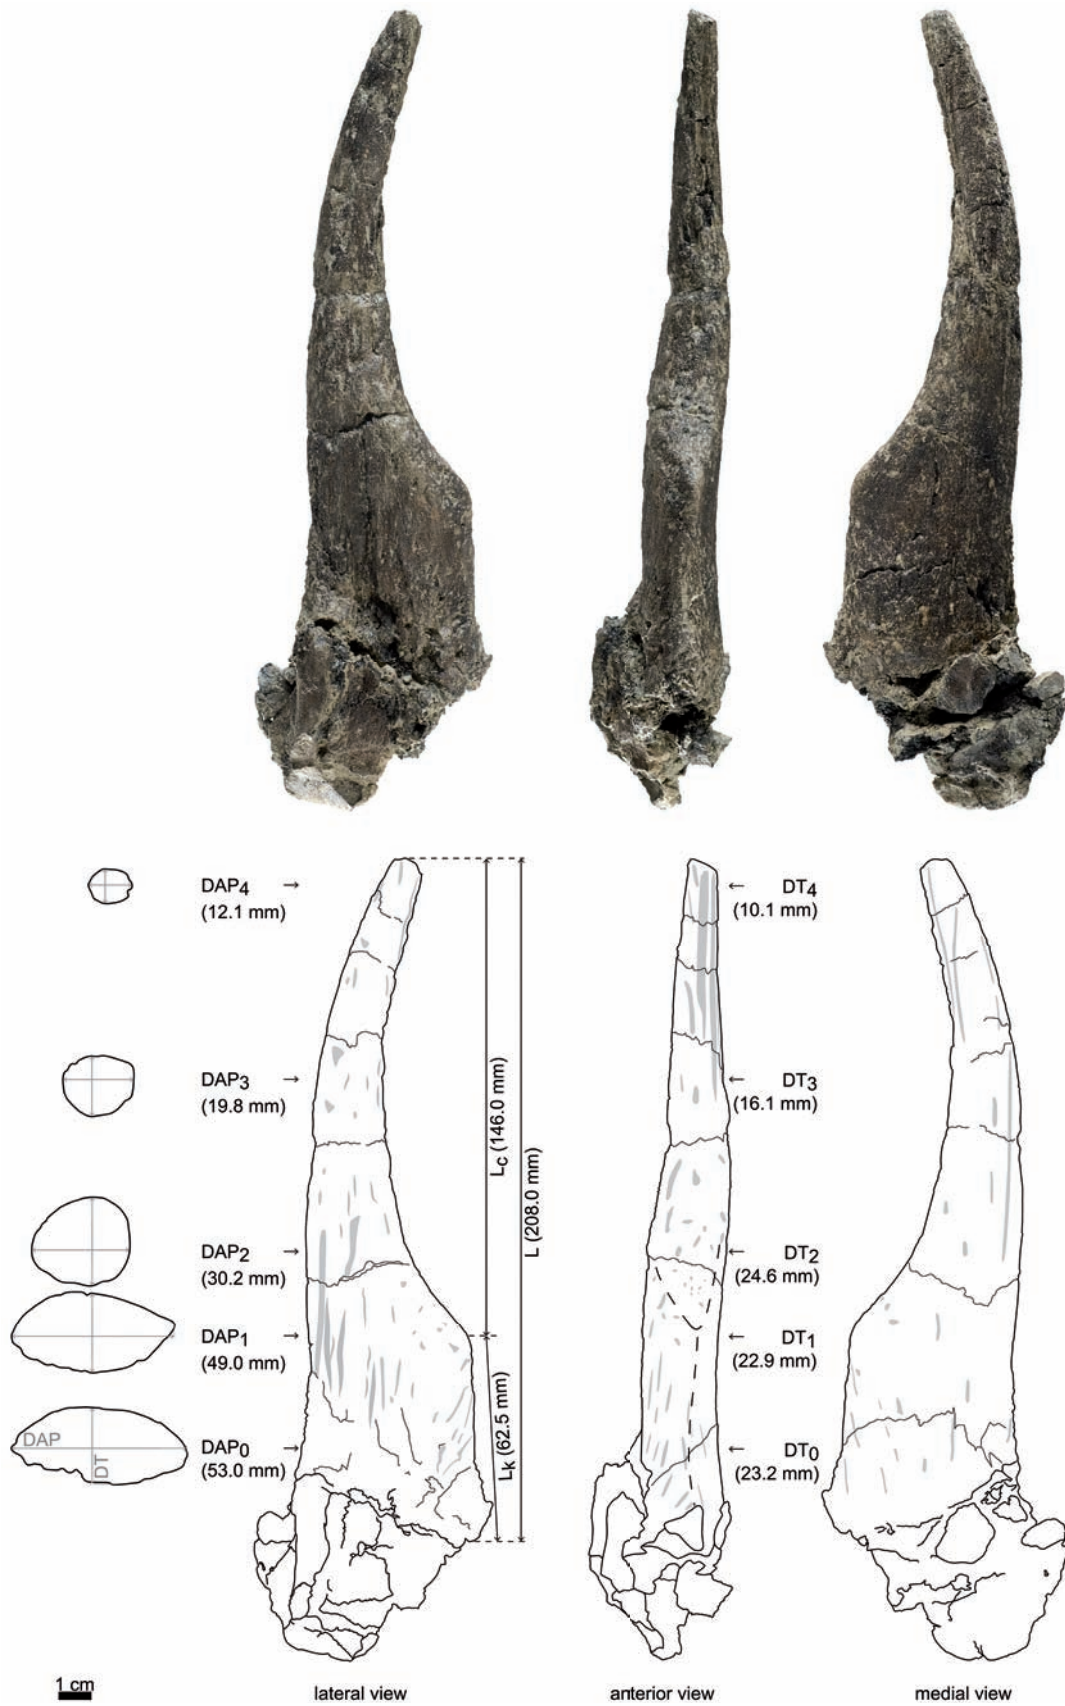 DAP4 → ← DT4
(12.1 mm) (10.1 mm)
DAP3 → ← DT3
(19.8 mm) (16.1 mm)
Lc (146.0 mm)
L (208.0 mm)
DAP2 → ← DT2
(30.2 mm) (24.6 mm)
DAP1 → ← DT1
(49.0 mm) (22.9 mm)
Lk (62.5 mm)
DAP
DT
DAP0 → ← DT0
(53.0 mm) (23.2 mm)
1 cm
lateral view anterior view medial view